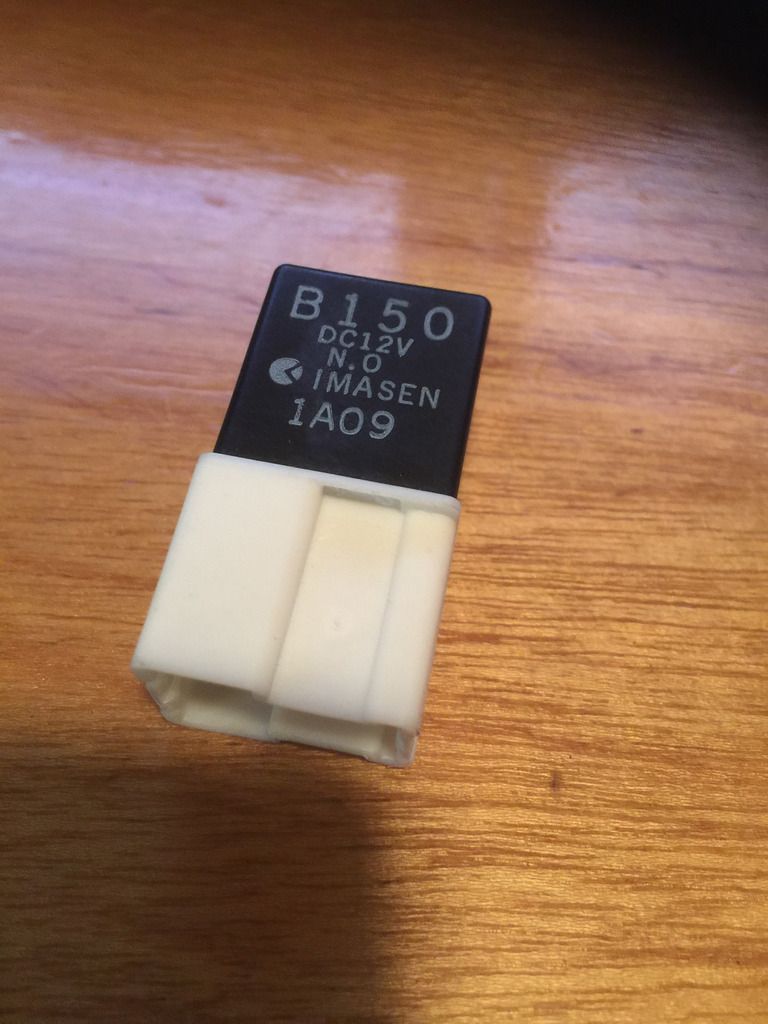 B150
DC12V
N.O
IMASEN
1A09